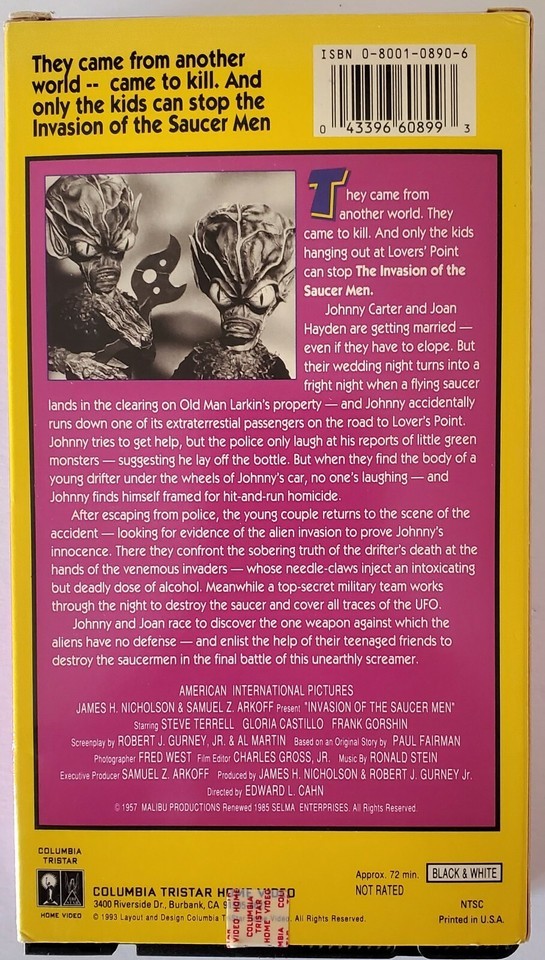 They came from another
world -- came to kill. And
only the kids can stop the
Invasion of the Saucer Men
ISBN 0-8001-0890-6
0 43396 60899 3
They came from
another world. They
came to kill. And only the kids
hanging out at Lovers' Point
can stop The Invasion of the
Saucer Men.
Johnny Carter and Joan
Hayden are getting married —
even if they have to elope. But
their wedding night turns into a
fright night when a flying saucer
lands in the clearing on Old Man Larkin's property — and Johnny accidentally
runs down one of its extraterrestial passengers on the road to Lover's Point.
Johnny tries to get help, but the police only laugh at his reports of little green
monsters — suggesting he lay off the bottle. But when they find the body of a
young drifter under the wheels of Johnny's car, no one's laughing — and
Johnny finds himself framed for hit-and-run homicide.
After escaping from police, the young couple returns to the scene of the
accident — looking for evidence of the alien invasion to prove Johnny's
innocence. There they confront the sobering truth of the drifter's death at the
hands of the venemous invaders — whose needle-claws inject an intoxicating
but deadly dose of alcohol. Meanwhile a top-secret military team works
through the night to destroy the saucer and cover all traces of the UFO.
Johnny and Joan race to discover the one weapon against which the
aliens have no defense — and enlist the help of their teenaged friends to
destroy the saucermen in the final battle of this unearthly screamer.
AMERICAN INTERNATIONAL PICTURES
JAMES H. NICHOLSON & SAMUEL Z. ARKOFF Present "INVASION OF THE SAUCER MEN"
Starring STEVE TERRELL GLORIA CASTILLO FRANK GORSHIN
Screenplay by ROBERT J. GURNEY, JR. & AL MARTIN Based on an Original Story by PAUL FAIRMAN
Photographer FRED WEST Film Editor CHARLES GROSS, JR. Music By RONALD STEIN
Executive Producer SAMUEL Z. ARKOFF Produced by JAMES H. NICHOLSON & ROBERT J. GURNEY Jr.
Directed by EDWARD L. CAHN
© 1957 MALIBU PRODUCTIONS Renewed 1985 SELMA ENTERPRISES. All Rights Reserved.
COLUMBIA
TRISTAR
HOME VIDEO
COLUMBIA TRISTAR HOME VIDEO
3400 Riverside Dr., Burbank, CA
© 1993 Layout and Design Columbia Video. All Rights Reserved.
VIDEO HOME
COLUMBIA
TRISTAR
HOME VIDEO
Approx. 72 min.
BLACK & WHITE
NOT RATED
NTSC
Printed in U.S.A.